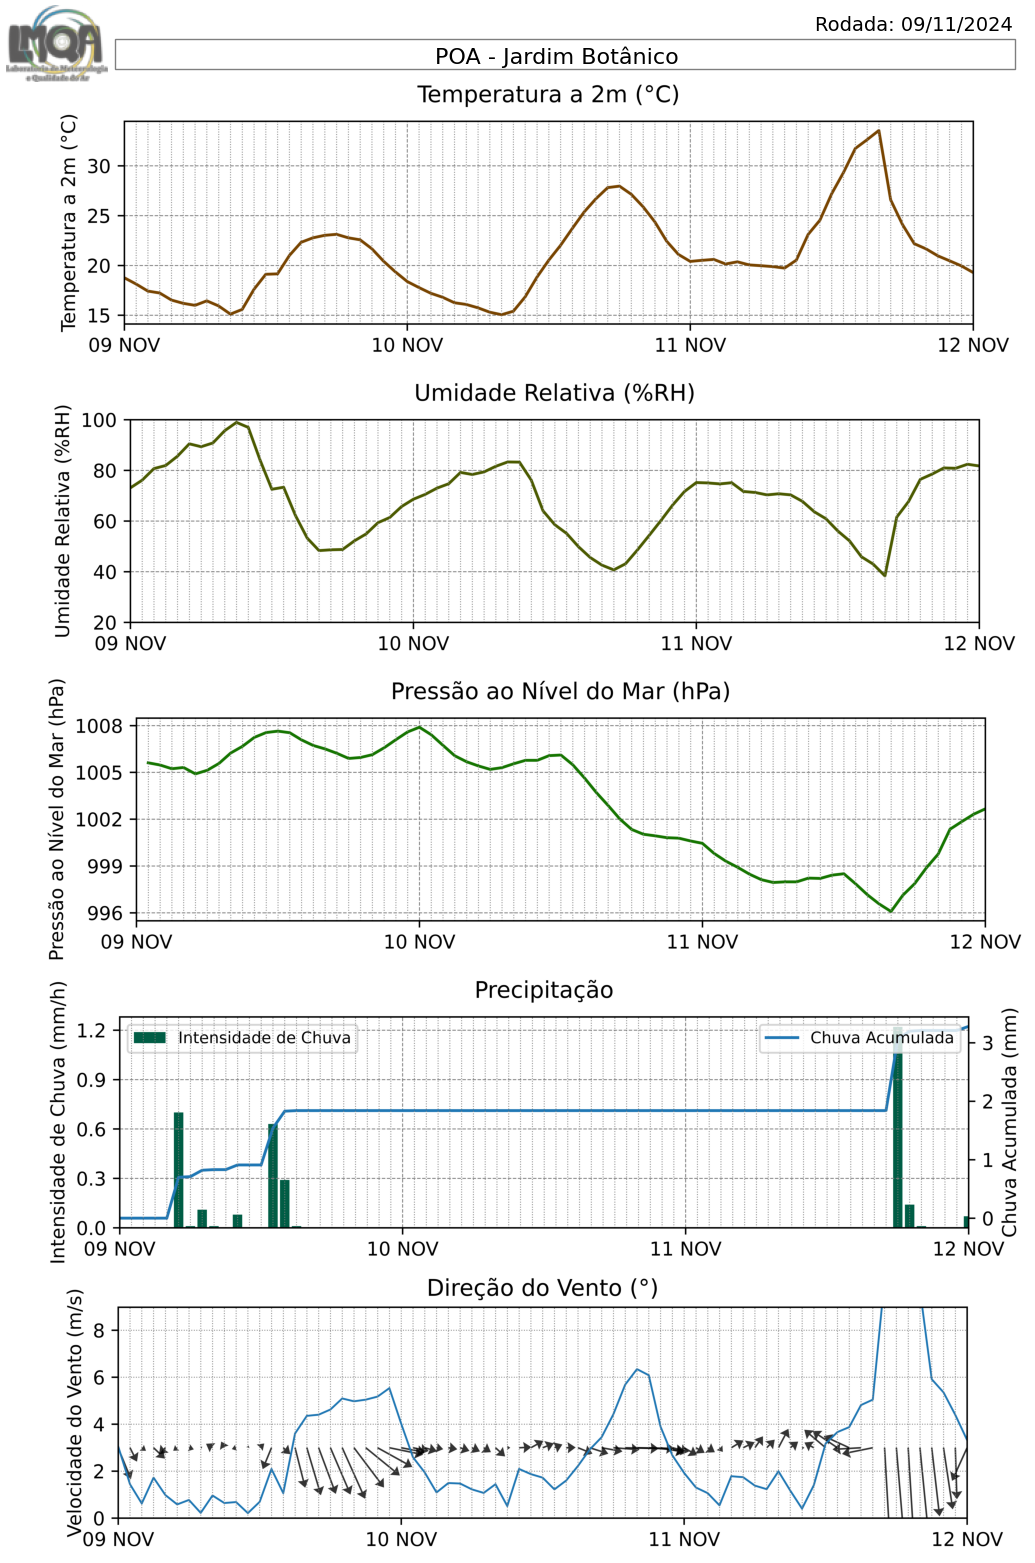 LMQA
Laboratório de Meteorologia
e Qualidade do Ar
Rodada: 09/11/2024
POA - Jardim Botânico
Temperatura a 2m (°C)
Temperatura a 2m (°C)
30
25
20
15
09 NOV 10 NOV 11 NOV 12 NOV
Umidade Relativa (%RH)
Umidade Relativa (%RH)
100
80
60
40
20
09 NOV 10 NOV 11 NOV 12 NOV
Pressão ao Nível do Mar (hPa)
Pressão ao Nível do Mar (hPa)
1008
1005
1002
999
996
09 NOV 10 NOV 11 NOV 12 NOV
Precipitação
Intensidade de Chuva (mm/h)
1.2
0.9
0.6
0.3
0.0
Intensidade de Chuva
Chuva Acumulada
3
2
1
0
Chuva Acumulada (mm)
09 NOV 10 NOV 11 NOV 12 NOV
Direção do Vento (°)
Velocidade do Vento (m/s)
8
6
4
2
0
09 NOV 10 NOV 11 NOV 12 NOV